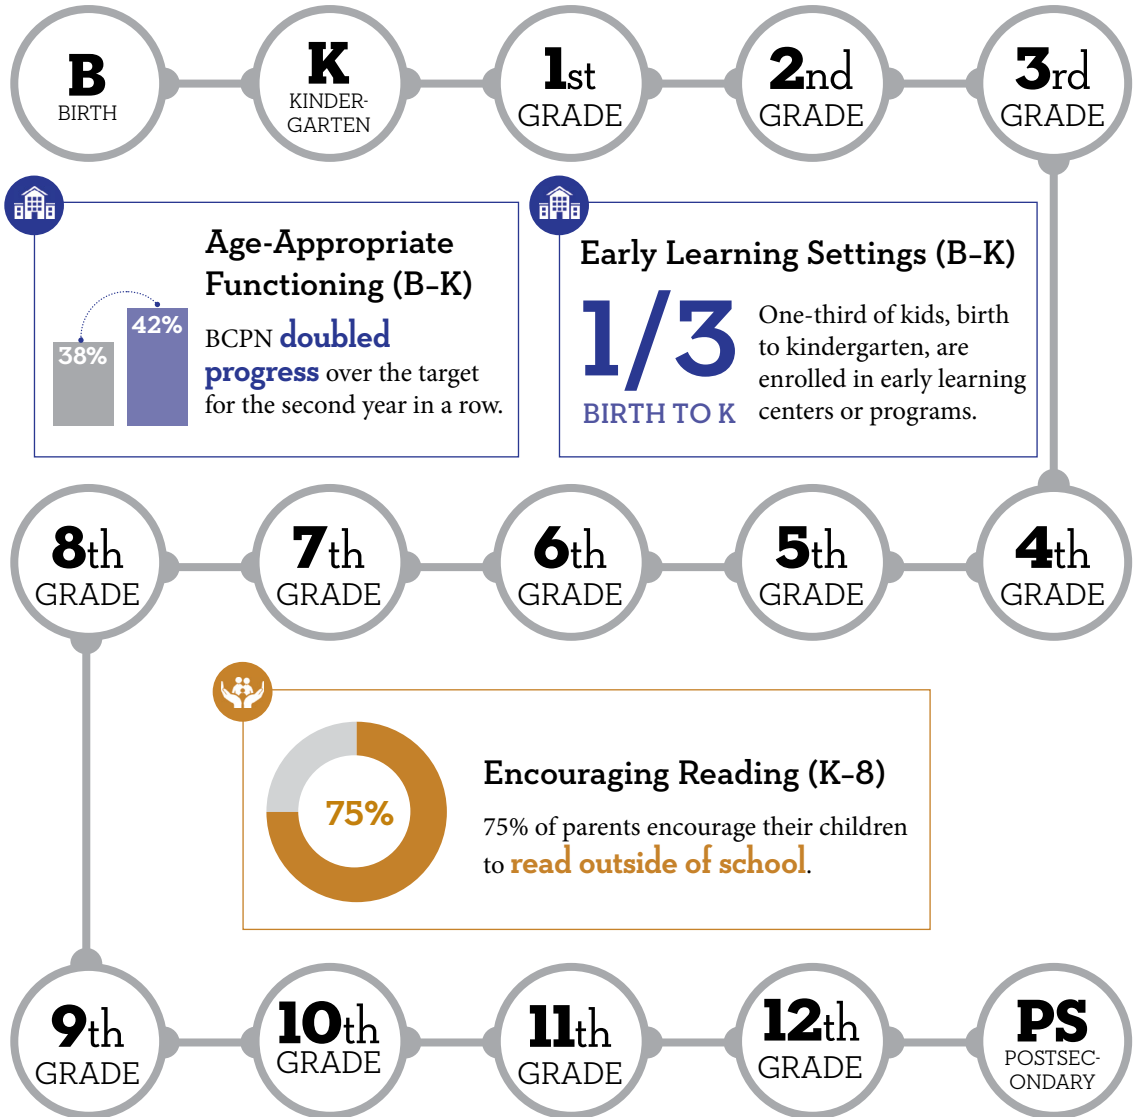 B
BIRTH
K
KINDER-
GARTEN
1st
GRADE
2nd
GRADE
3rd
GRADE
Age-Appropriate
Functioning (B–K)
38%
42%
BCPN doubled
progress over the target
for the second year in a row.
Early Learning Settings (B–K)
1/3
BIRTH TO K
One-third of kids, birth
to kindergarten, are
enrolled in early learning
centers or programs.
8th
GRADE
7th
GRADE
6th
GRADE
5th
GRADE
4th
GRADE
75%
Encouraging Reading (K–8)
75% of parents encourage their children
to read outside of school.
9th
GRADE
10th
GRADE
11th
GRADE
12th
GRADE
PS
POSTSEC-
ONDARY